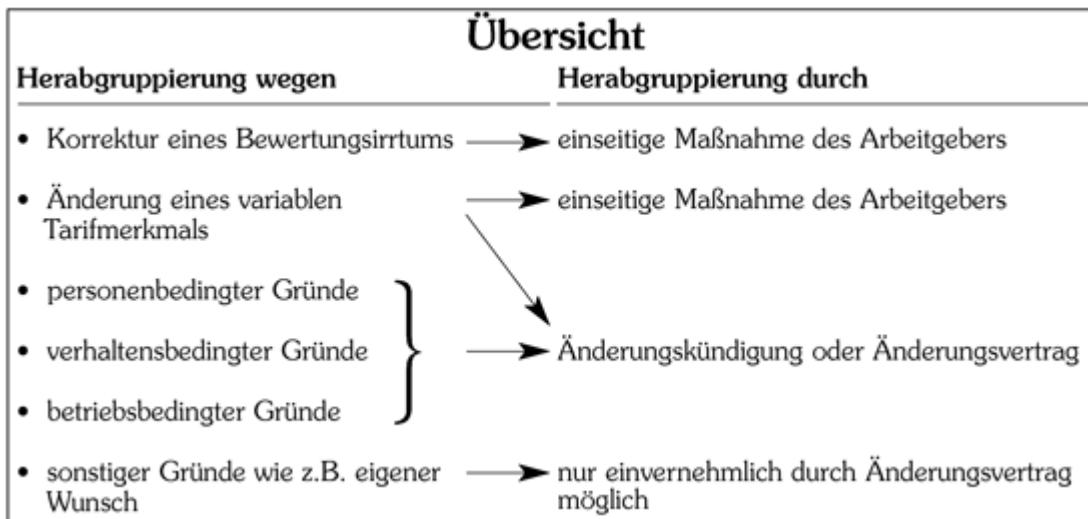 Übersicht
Herabgruppierung wegen Herabgruppierung durch
• Korrektur eines Bewertungsirrtums einseitige Maßnahme des Arbeitgebers
• Änderung eines variablen einseitige Maßnahme des Arbeitgebers
Tarifmerkmals
• personenbedingter Gründe
• verhaltensbedingter Gründe Änderungskündigung oder Änderungsvertrag
• betriebsbedingter Gründe
• sonstiger Gründe wie z.B. eigener nur einvernehmlich durch Änderungsvertrag
Wunsch möglich